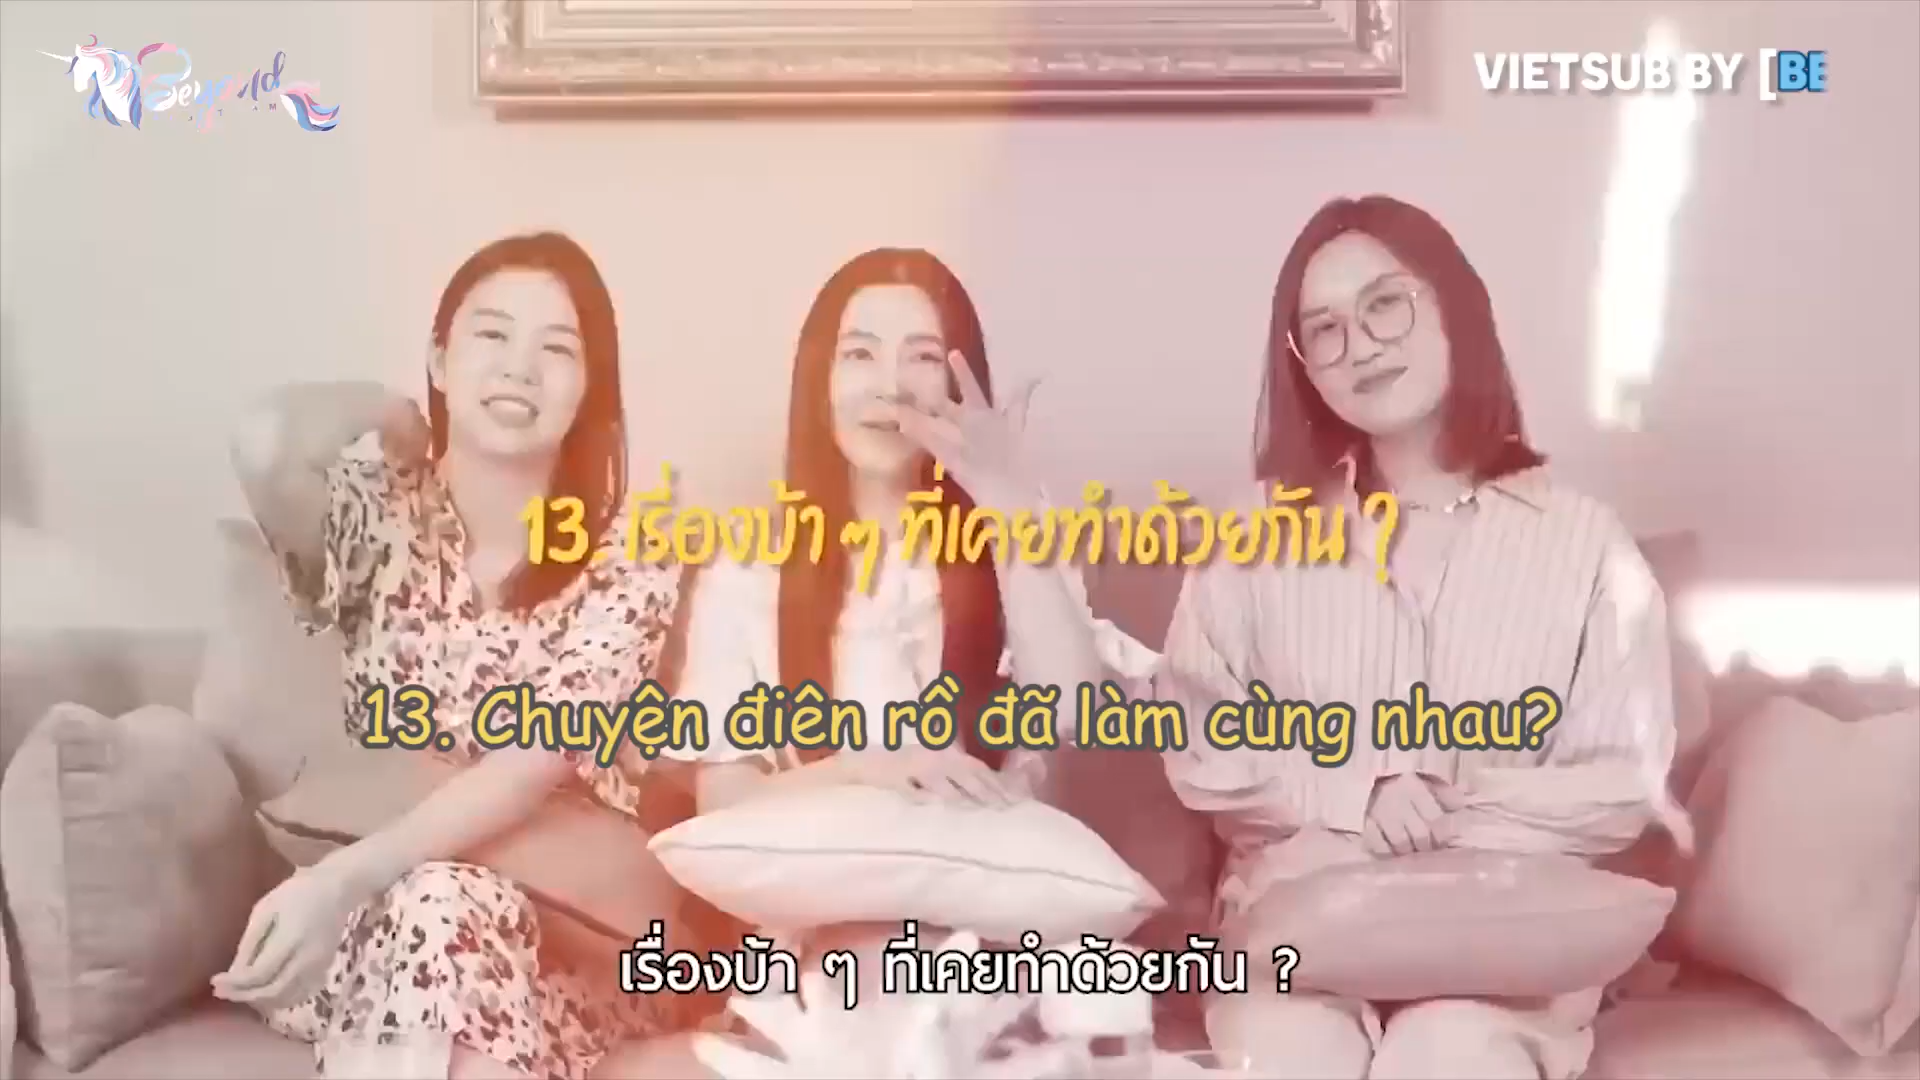 Beyond
VIETSUB BY [BE
13. เรื่องบ้า ๆ ที่เคยทำด้วยกัน ?
13. Chuyện điên rồ đã làm cùng nhau?
เรื่องบ้า ๆ ที่เคยทำด้วยกัน ?